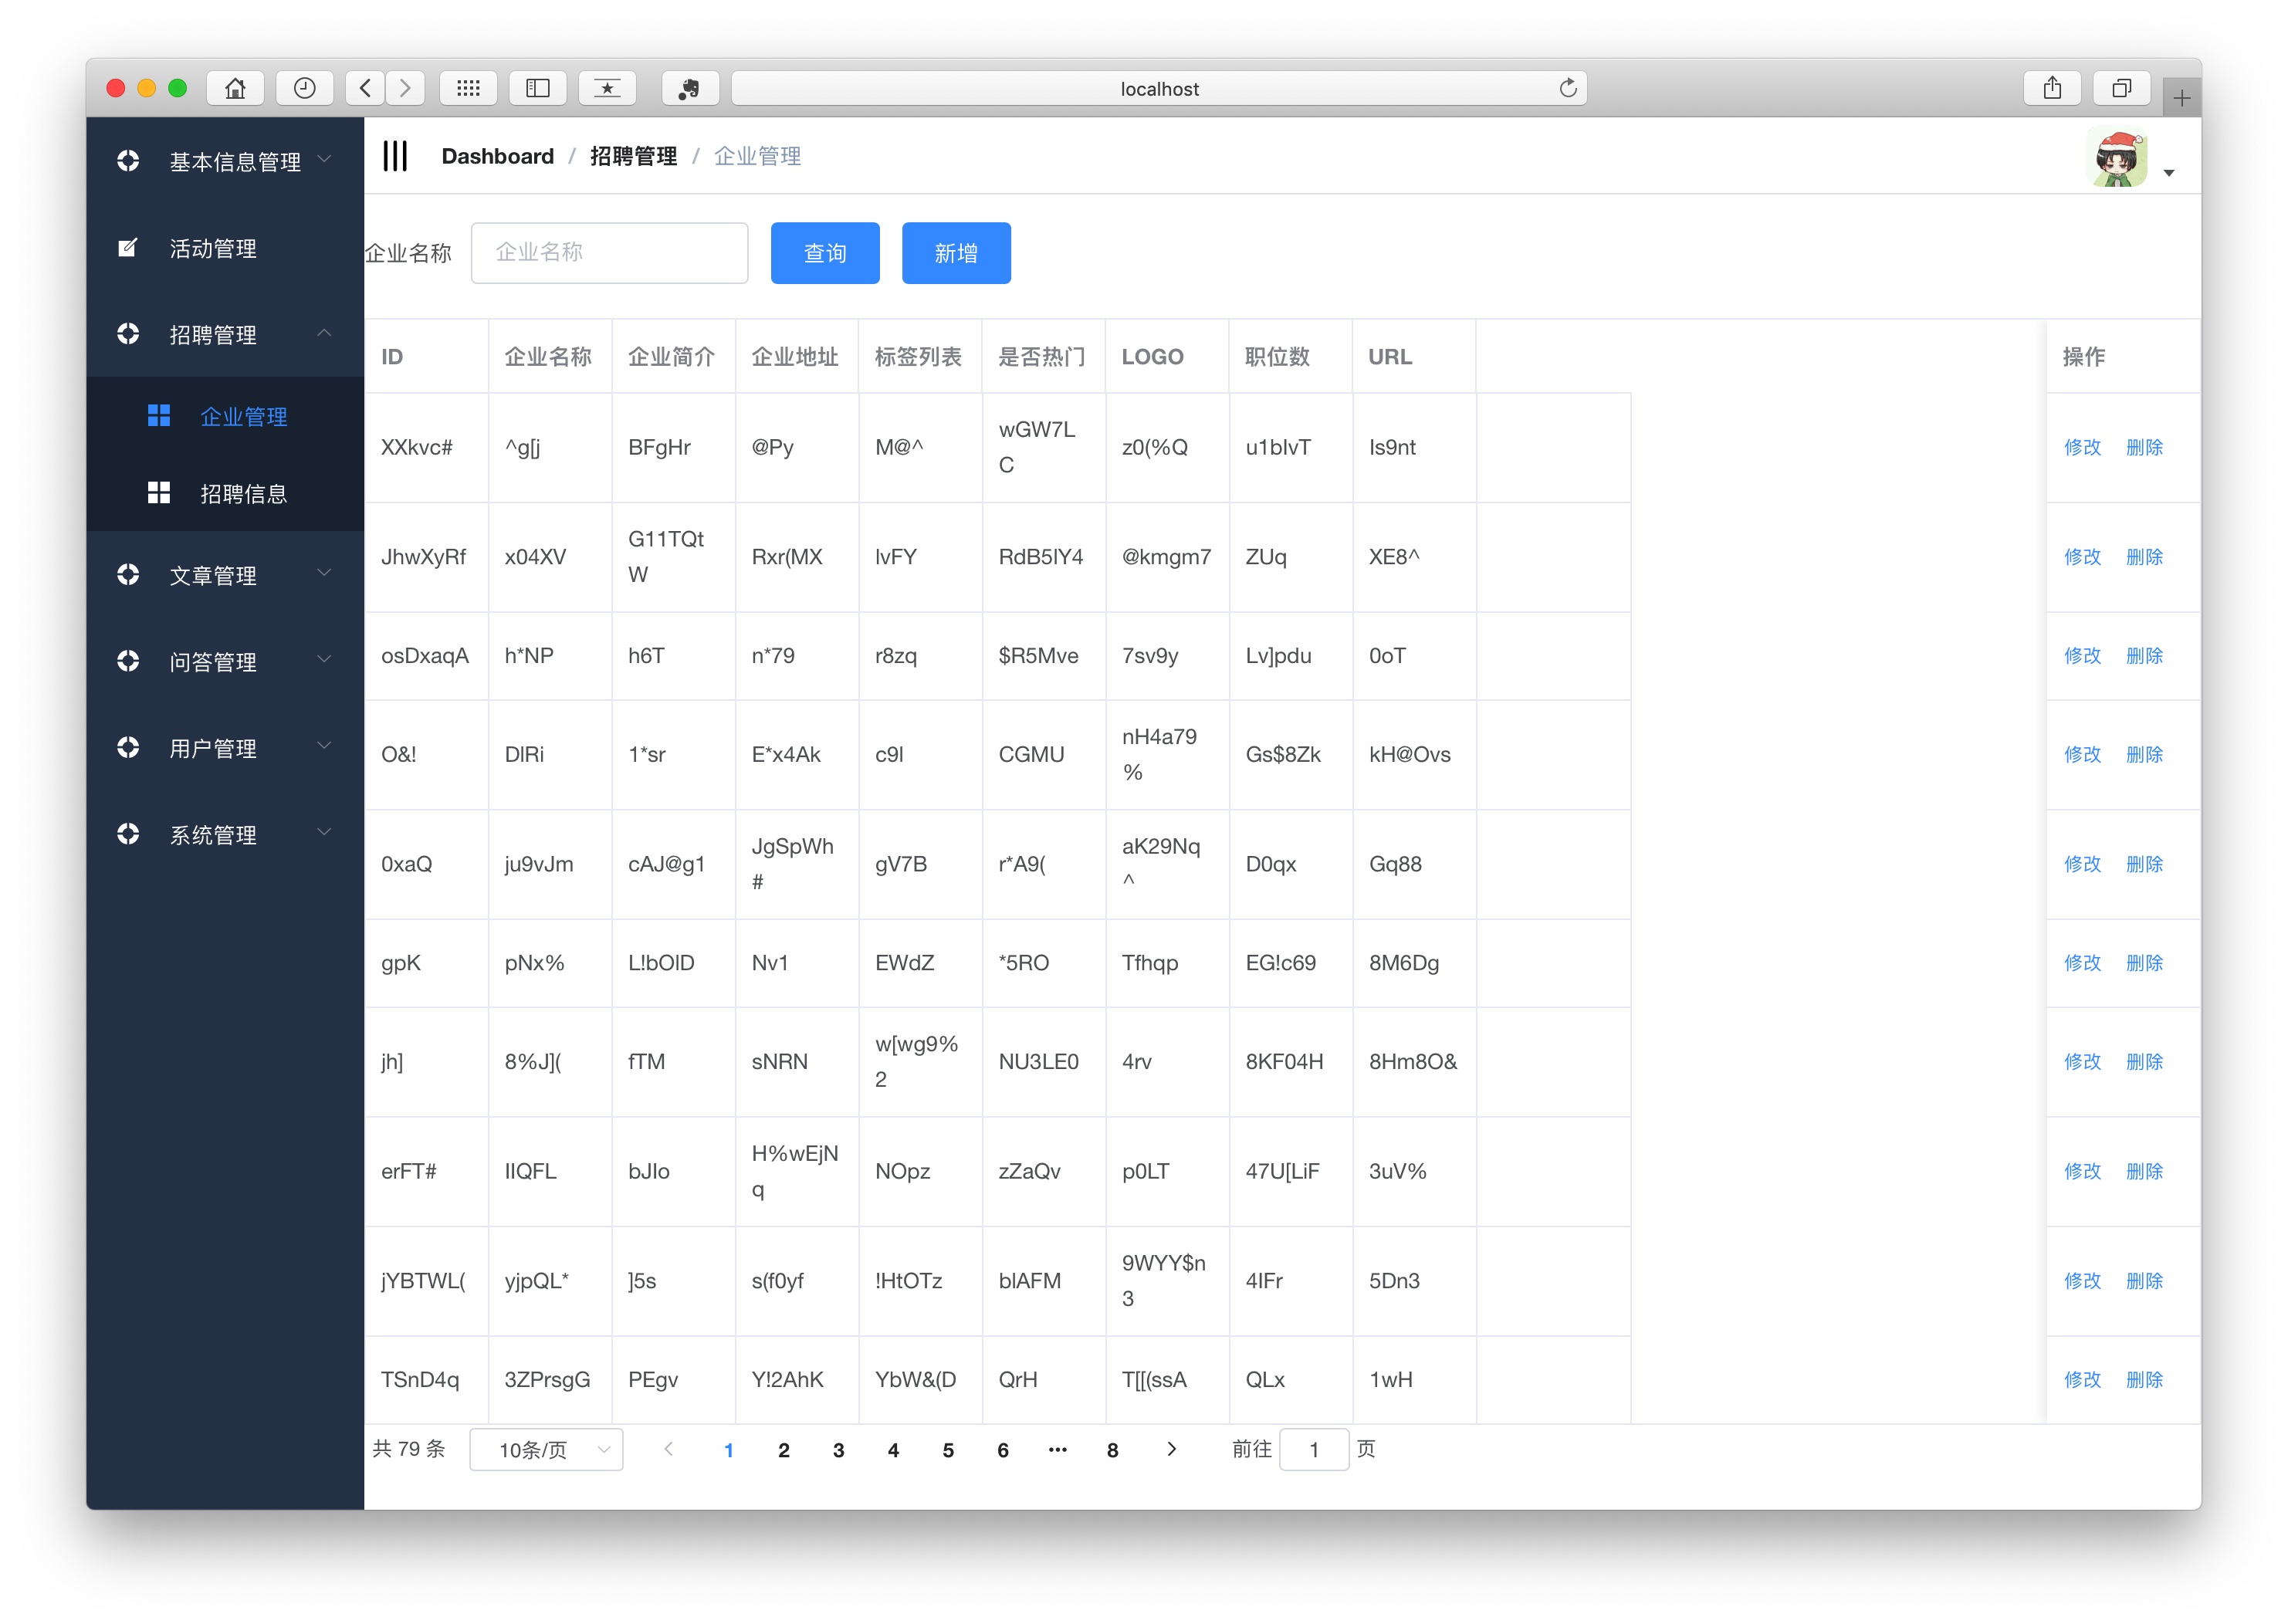 localhost
基本信息管理
活动管理
招聘管理
企业管理
招聘信息
文章管理
问答管理
用户管理
系统管理
Dashboard / 招聘管理 / 企业管理
企业名称 企业名称 查询 新增
ID 企业名称 企业简介 企业地址 标签列表 是否热门 LOGO 职位数 URL 操作
XXkvc# ^g[j BFgHr @Py M@^ wGW7LC z0(%Q u1bIvT Is9nt 修改 删除
JhwXyRf x04XV G11TQtW Rxr(MX lvFY RdB5lY4 @kmgm7 ZUq XE8^ 修改 删除
osDxaqA h*NP h6T n*79 r8zq $R5Mve 7sv9y Lv]pdu 0oT 修改 删除
O&! DlRi 1*sr E*x4Ak c9l CGMU nH4a79% Gs$8Zk kH@Ovs 修改 删除
0xaQ ju9vJm cAJ@g1 JgSpWh# gV7B r*A9( aK29Nq^ D0qx Gq88 修改 删除
gpK pNx% L!bOlD Nv1 EWdZ *5RO Tfhqp EG!c69 8M6Dg 修改 删除
jh] 8%J]( fTM sNRN w[wg9%2 NU3LE0 4rv 8KF04H 8Hm8O& 修改 删除
erFT# IIQFL bJIo H%wEjNq NOpz zZaQv p0LT 47U[LiF 3uV% 修改 删除
jYBTWL( yjpQL* ]5s s(f0yf !HtOTz blAFM 9WYY$n3 4IFr 5Dn3 修改 删除
TSnD4q 3ZPrsgG PEgv Y!2AhK YbW&(D QrH T[[(ssA QLx 1wH 修改 删除
共 79 条 10条/页 1 2 3 4 5 6 ••• 8 前往 1 页